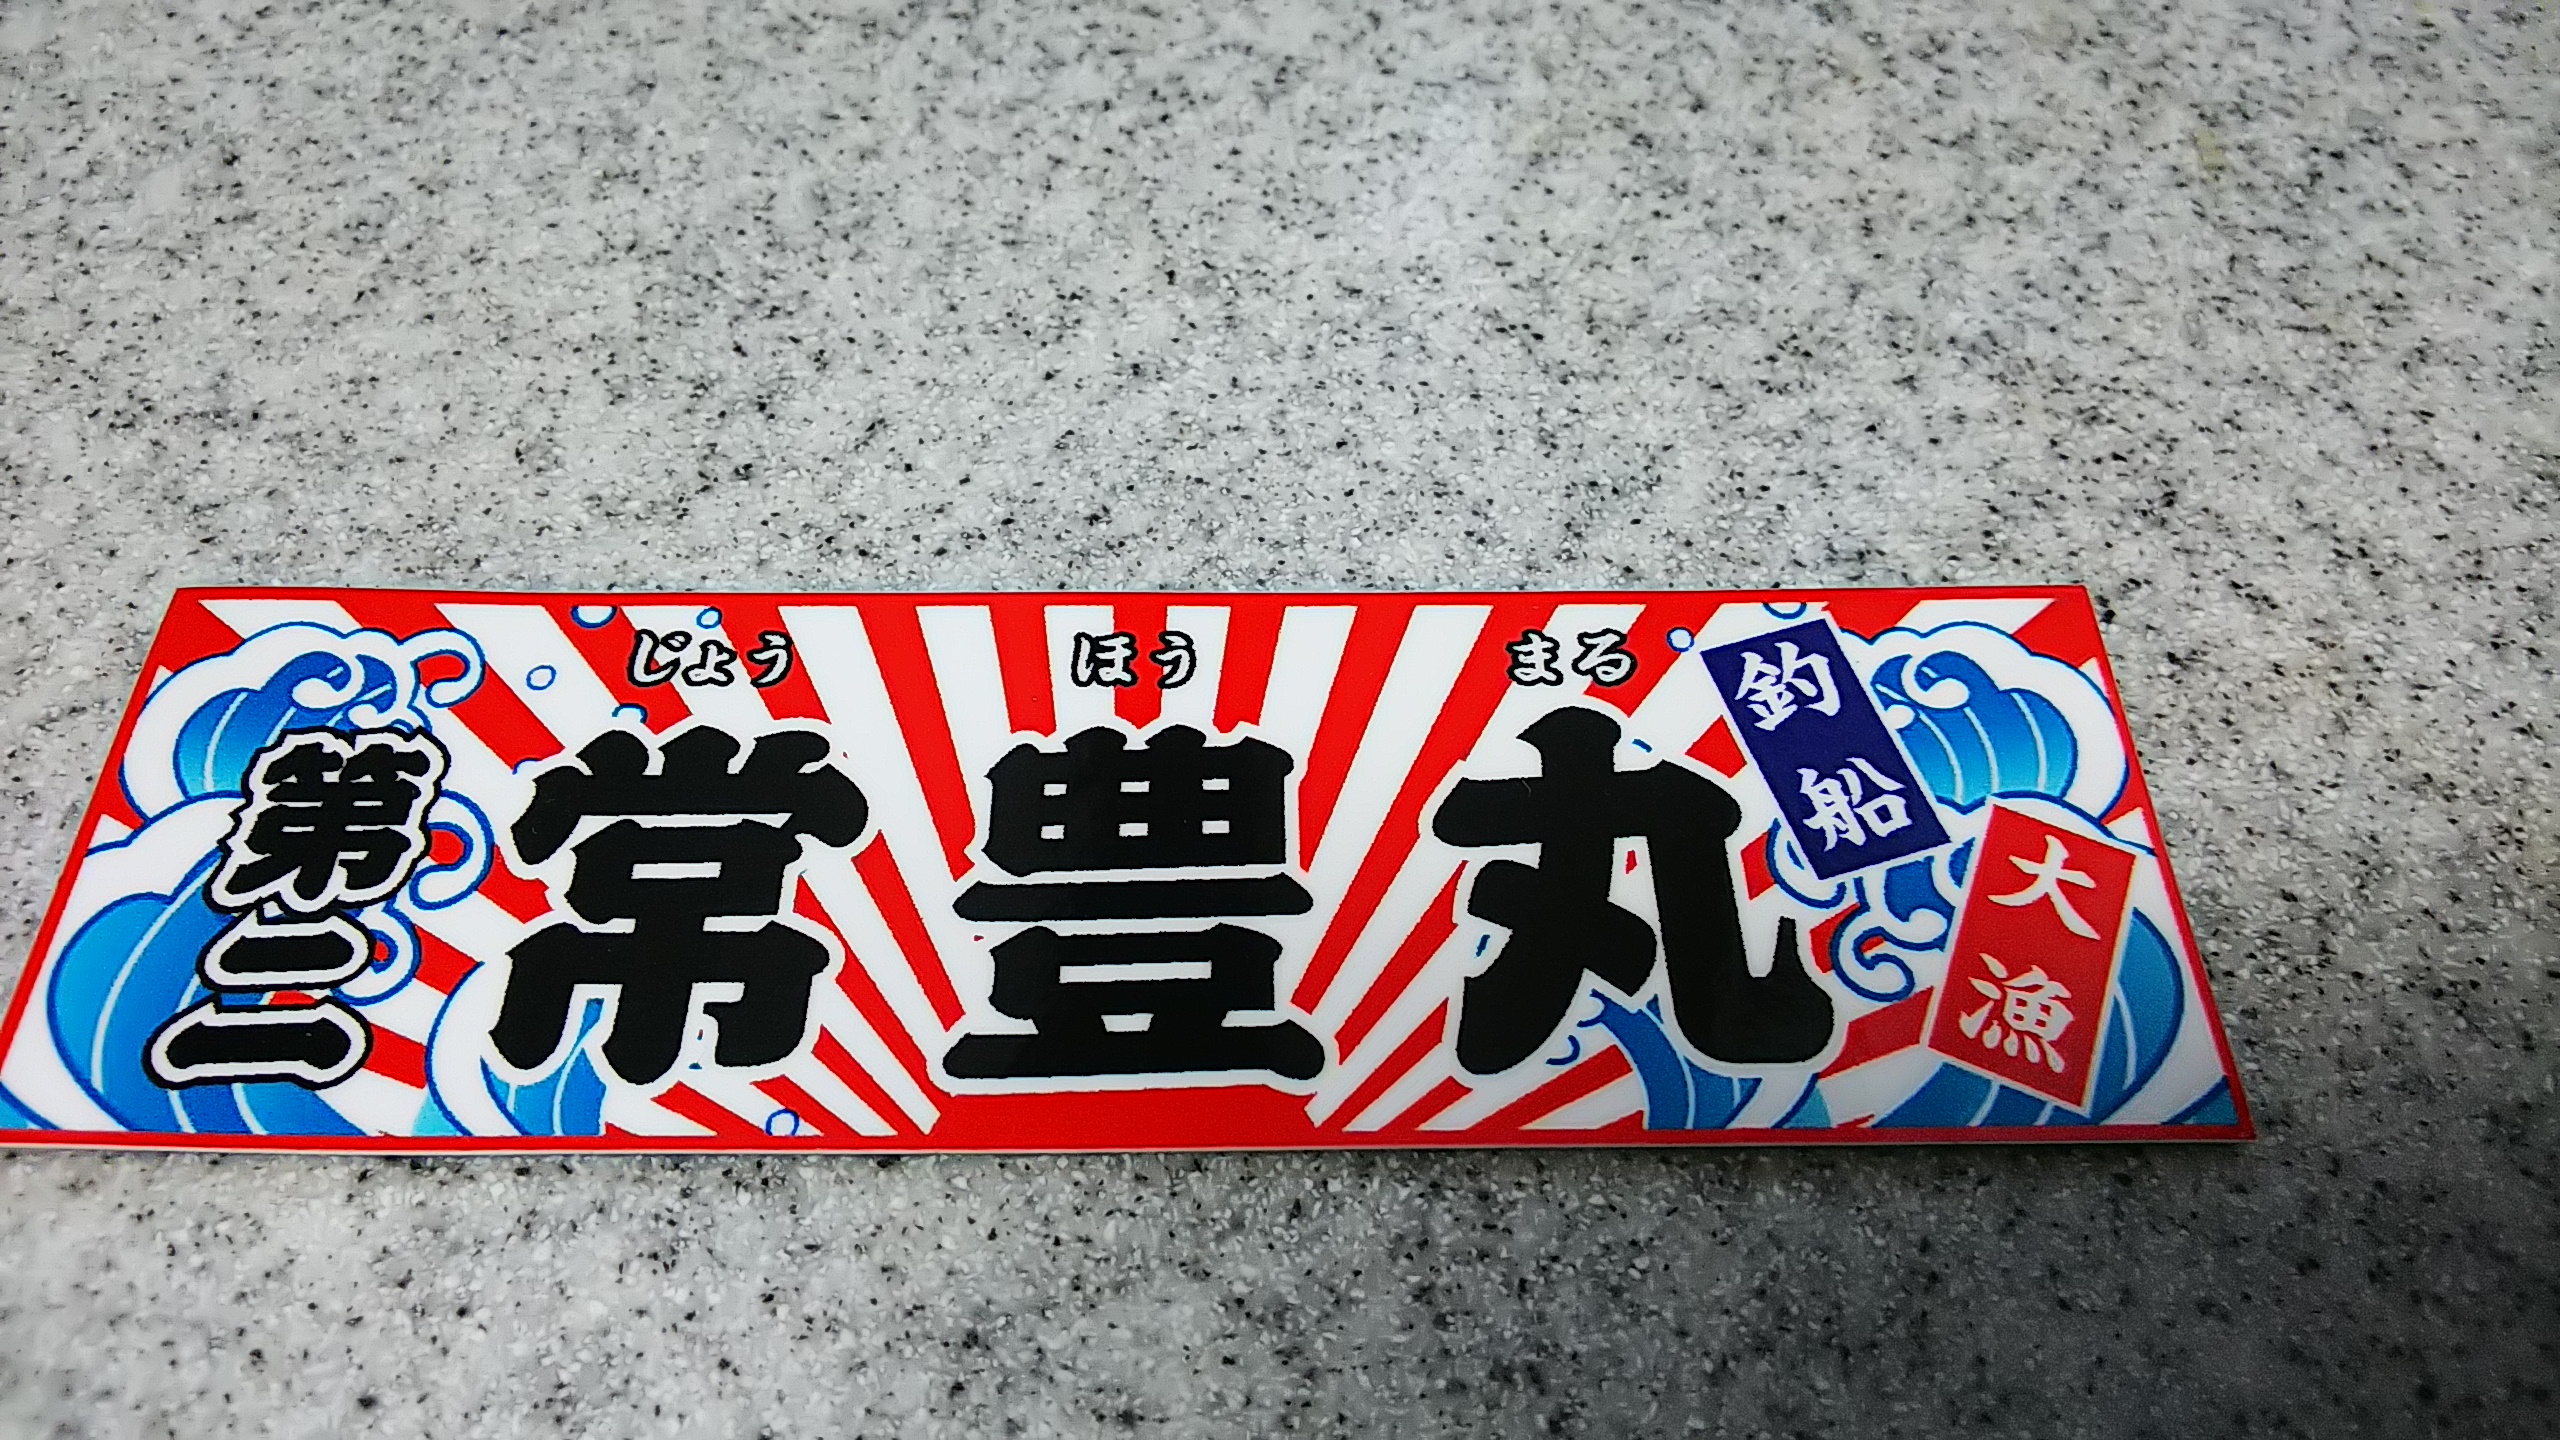 じょう ほう まる
第二 常豊丸
釣船
大漁